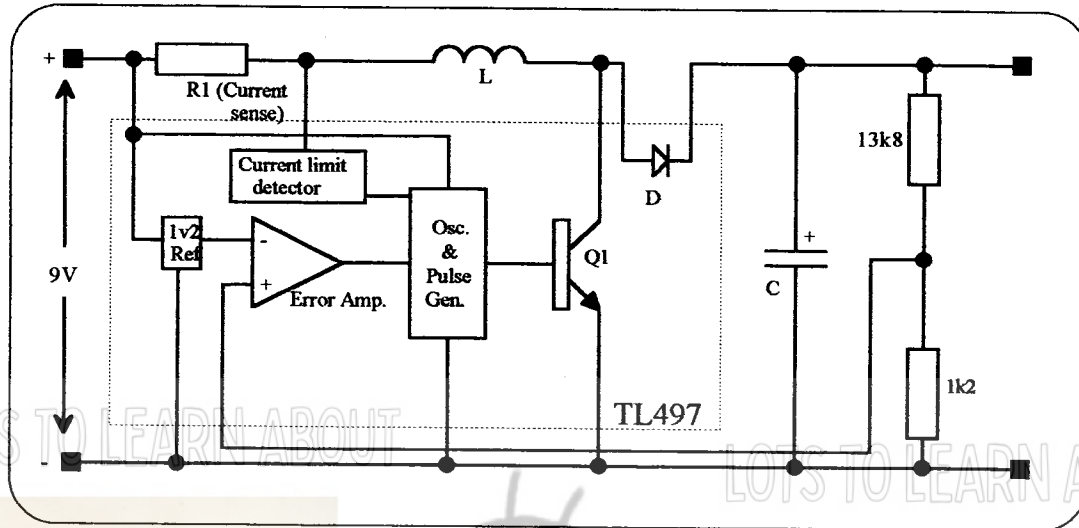 +
R1 (Current
sense)
L
Current limit
detector
13k8
D
1v2
Ref
-
+
Error Amp.
Osc.
&
Pulse
Gen.
Q1
9V
+
C
1k2
TL497
-
S TO LEARN ABOUT
LOTS TO LEARN A